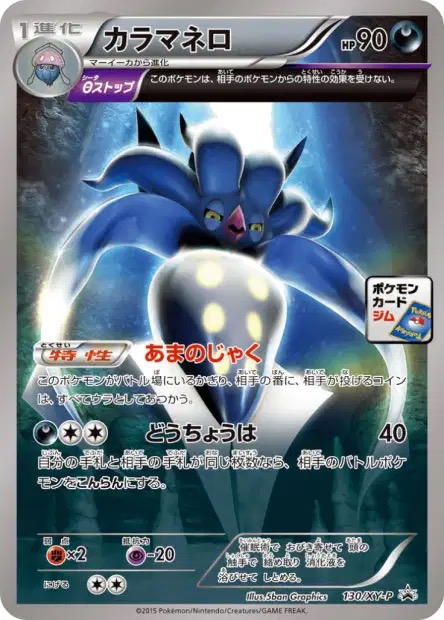 1進化
カラマネロ
HP90
マーイーカから進化
シータ
θストップ
このポケモンは、相手のポケモンからの特性の効果を受けない。
ポケモン
カード
ジム
とくせい
特性
あまのじゃく
このポケモンがバトル場にいるかぎり、相手の番に、相手が投げるコイン
は、すべてウラとしてあつかう。
どうちょうは
40
自分の手札と相手の手札が同じ枚数なら、相手のバトルポケ
モンをこんらんにする。
弱点
×2
抵抗力
-20
にげる
催眠術で おびき寄せて 頭の
触手で 絡め取り 消化液を
浴びせて しとめる。
Illus. 5ban Graphics
130/XY-P
©2015 Pokémon/Nintendo/Creatures/GAME FREAK.